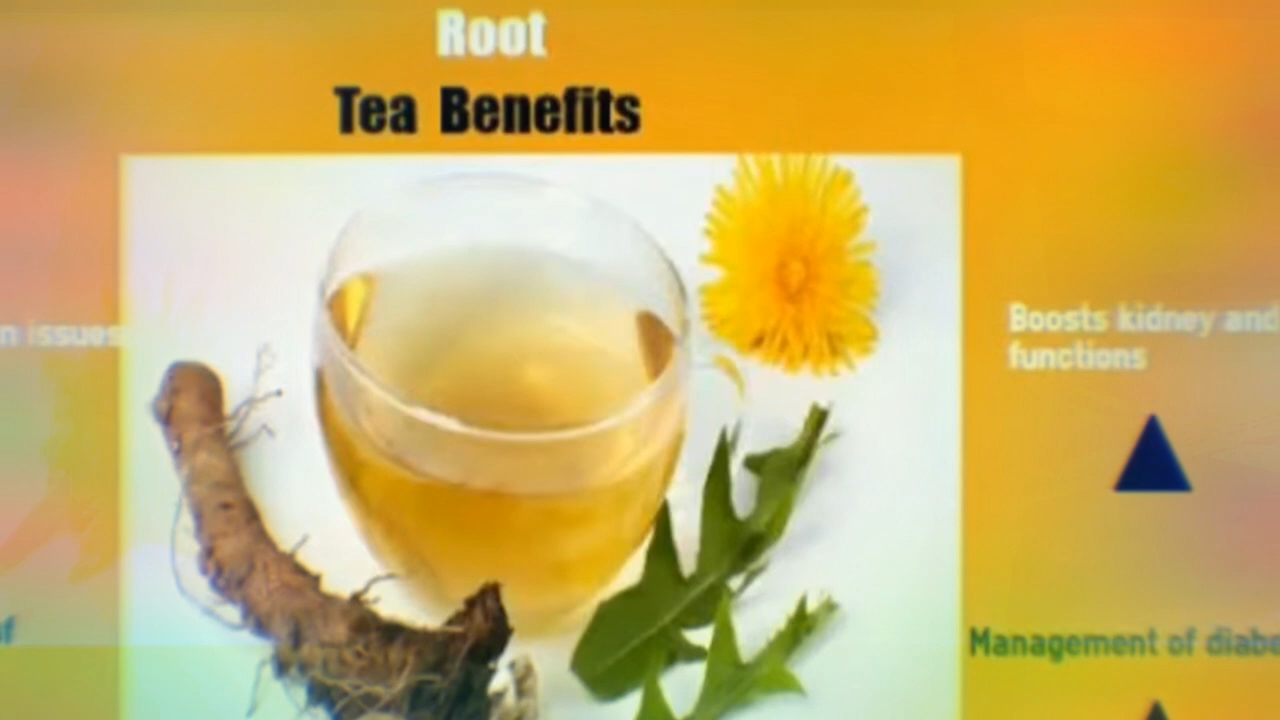 Root
Tea Benefits
issues
Boosts kidney and
functions
Management of